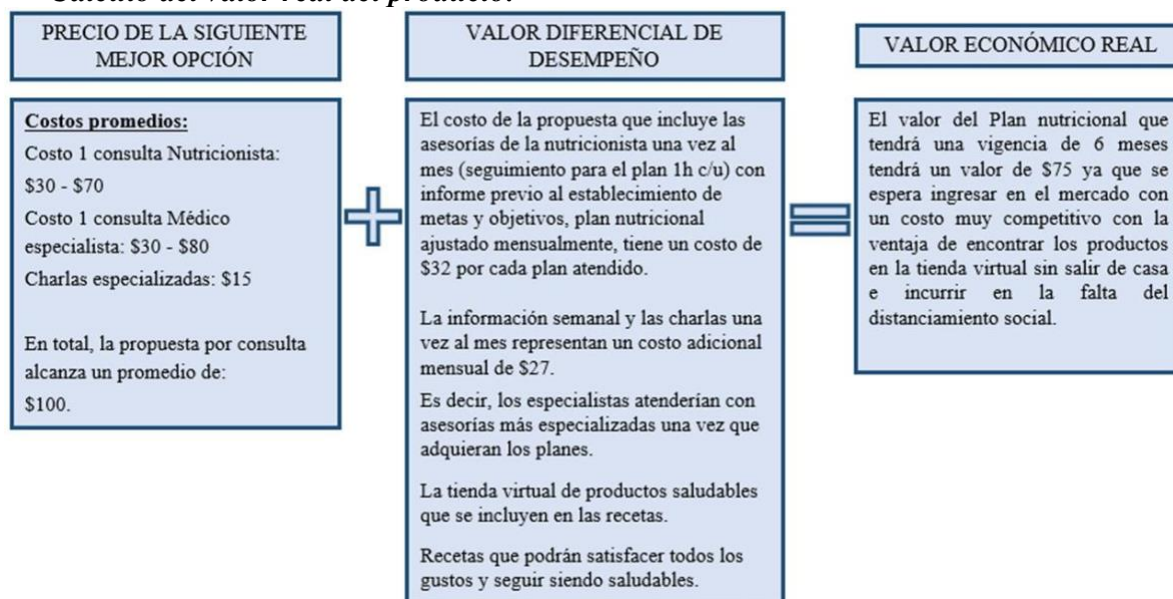 Cálculo del valor real del producto:
PRECIO DE LA SIGUIENTE
MEJOR OPCIÓN
Costos promedios:
Costo 1 consulta Nutricionista:
$30 - $70
Costo 1 consulta Médico
especialista: $30 - $80
Charlas especializadas: $15
En total, la propuesta por consulta
alcanza un promedio de:
$100.
VALOR DIFERENCIAL DE
DESEMPEÑO
El costo de la propuesta que incluye las
asesorías de la nutricionista una vez al
mes (seguimiento para el plan 1h c/u) con
informe previo al establecimiento de
metas y objetivos, plan nutricional
ajustado mensualmente, tiene un costo de
$32 por cada plan atendido.
La información semanal y las charlas una
vez al mes representan un costo adicional
mensual de $27.
Es decir, los especialistas atenderían con
asesorías más especializadas una vez que
adquieran los planes.
La tienda virtual de productos saludables
que se incluyen en las recetas.
Recetas que podrán satisfacer todos los
gustos y seguir siendo saludables.
VALOR ECONÓMICO REAL
El valor del Plan nutricional que
tendrá una vigencia de 6 meses
tendrá un valor de $75 ya que se
espera ingresar en el mercado con
un costo muy competitivo con la
ventaja de encontrar los productos
en la tienda virtual sin salir de casa
e incurrir en la falta del
distanciamiento social.